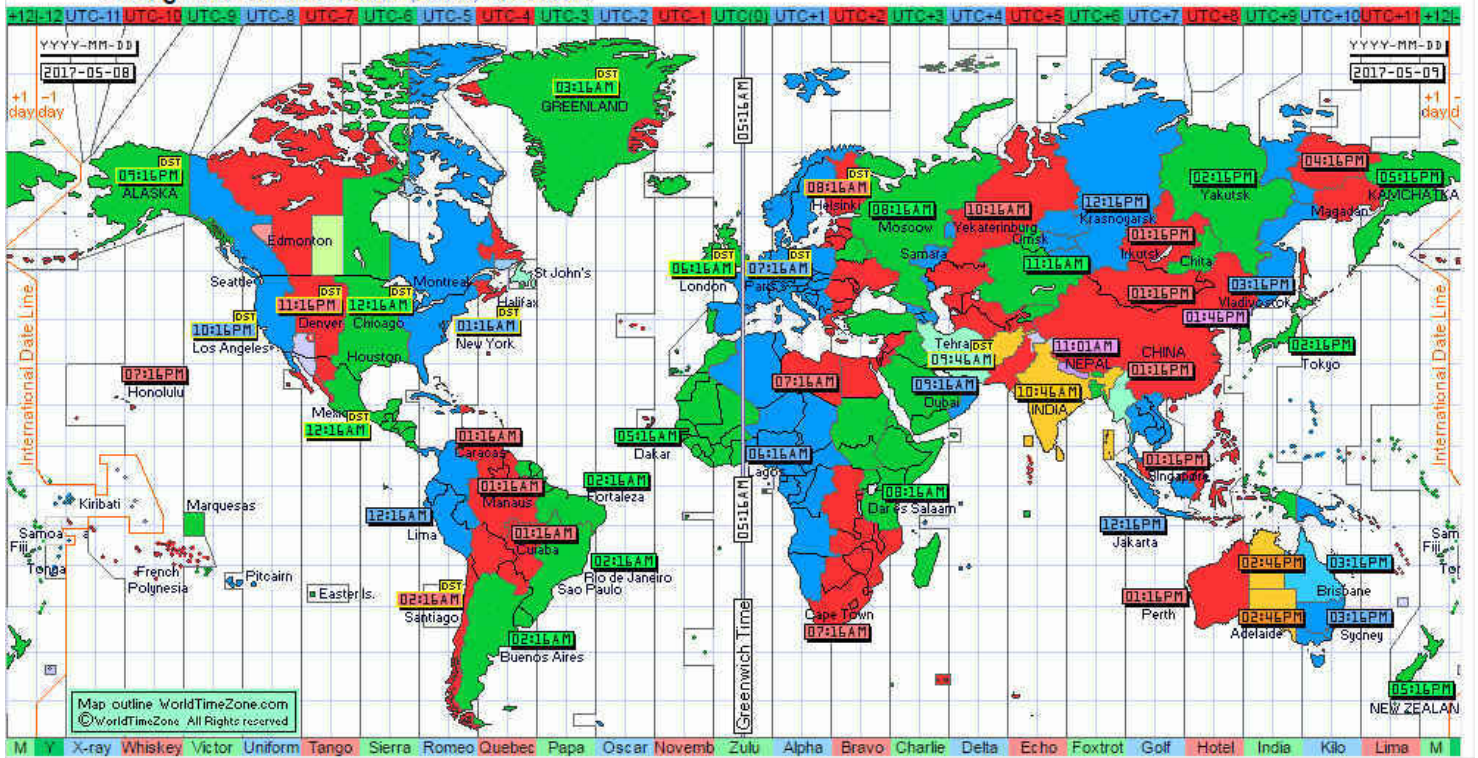 +12|-12 UTC-11 UTC-10 UTC-9 UTC-8 UTC-7 UTC-6 UTC-5 UTC-4 UTC-3 UTC-2 UTC-1 UTC(0) UTC+1 UTC+2 UTC+3 UTC+4 UTC+5 UTC+6 UTC+7 UTC+8 UTC+9 UTC+10 UTC+11 +12|-
YYYY-MM-DD
2017-05-08
YYYY-MM-DD
2017-05-09
+1 -1
day day
+1
day d
DST
03:16AM
GREENLAND
05:16AM
DST
09:16PM
ALASKA
DST
08:16AM
Helsinki
08:16AM
Moscow
10:16AM
Yekaterinburg
12:16PM
Krasnogarsk
02:16PM
Yakutsk
04:16PM
Magadan
05:16PM
KAMCHATKA
Edmonton
Seattle
Montreal
St John's
Halifax
DST
06:16AM
London
DST
07:16AM
Paris
Samara
Omsk
11:16AM
01:16PM
Irkutsk
Chita
01:16PM
03:16PM
Vladivostok
01:46PM
DST
10:16PM
Los Angeles
DST
11:16PM
Denver
DST
12:16AM
Chicago
DST
01:16AM
New York
Houston
07:16PM
Honolulu
Mexic
DST
12:16AM
Tehra
DST
09:46AM
11:01AM
NEPAL
CHINA
01:16PM
02:16PM
Tokyo
07:16AM
09:16AM
Dubai
10:46AM
INDIA
International Date Line
International Date Line
01:16AM
Caracas
05:16AM
Dakar
06:16AM
Lagos
01:16PM
Singapore
01:16AM
Manaus
02:16AM
Fortaleza
05:16AM
08:16AM
Dar es Salaam
12:16AM
Lima
01:16AM
Cuiaba
12:16PM
Jakarta
Kiribati
Marquesas
Samoa
Fiji
Tonga
French
Polynesia
Pitcairn
Easter Is.
02:16AM
Rio de Janeiro
Sao Paulo
DST
02:16AM
Santiago
02:16AM
Buenos Aires
Greenwich Time
Cape Town
07:16AM
01:16PM
Perth
02:46PM
03:16PM
Brisbane
02:46PM
Adelaide
03:16PM
Sydney
Sam
Fiji
Tor
05:16PM
NEW ZEALAN
Map outline WorldTimeZone.com
©WorldTimeZone All Rights reserved
M Y X-ray Whiskey Victor Uniform Tango Sierra Romeo Quebec Papa Oscar Novemb Zulu Alpha Bravo Charlie Delta Echo Foxtrot Golf Hotel India Kilo Lima M